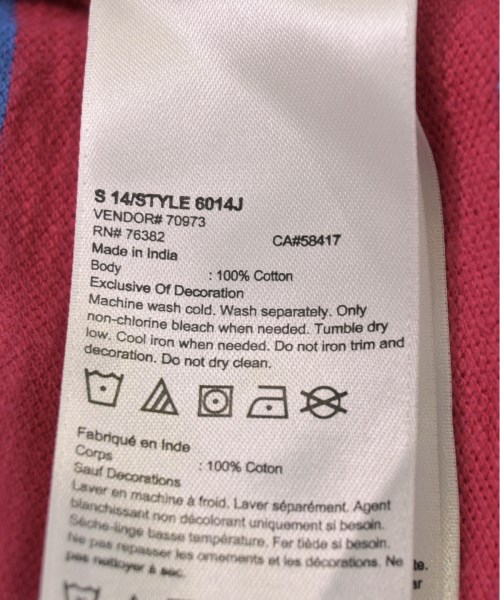 S 14/STYLE 6014J
VENDOR# 70973
RN# 76382 CA#58417
Made in India
Body : 100% Cotton
Exclusive Of Decoration
Machine wash cold. Wash separately. Only
non-chlorine bleach when needed. Tumble dry
low. Cool iron when needed. Do not iron trim and
decoration. Do not dry clean.
Fabriqué en Inde
Corps : 100% Coton
Sauf Decorations
Laver en machine à froid. Laver séparément. Agent
blanchissant non décolorant uniquement si besoin.
Sèche-linge basse température. Fer tiède si besoin.
Ne pas repasser les ornements et les décorations. Ne
pas nettoyer à sec.